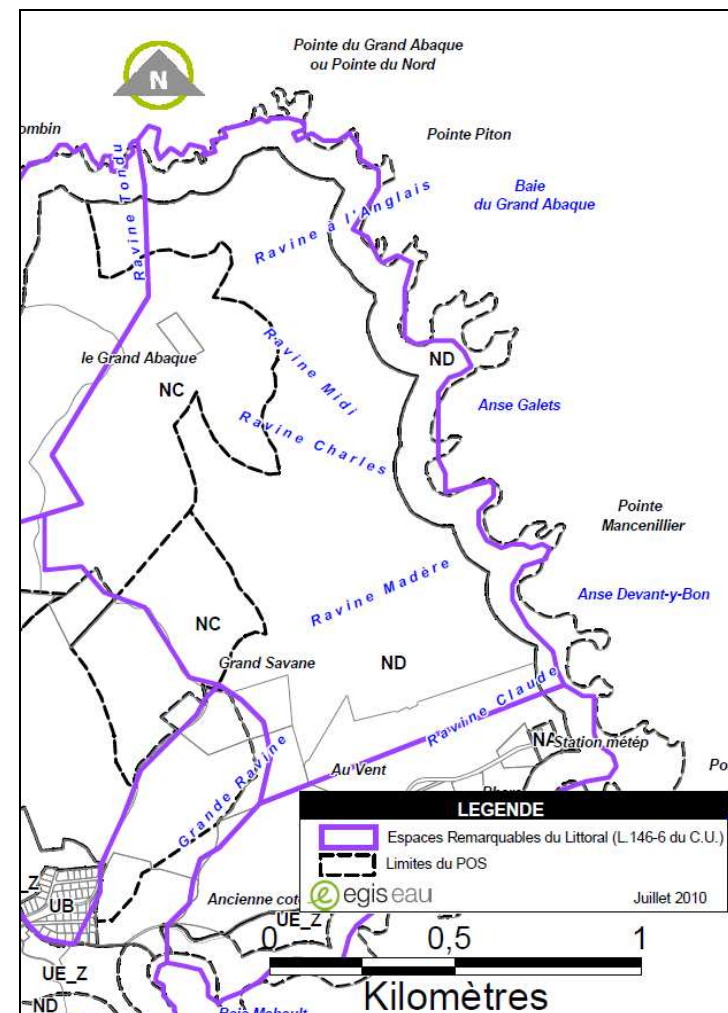 Pointe du Grand Abaque
ou Pointe du Nord
N
ombin
Pointe Piton
Baie
du Grand Abaque
Ravine Tondu
Ravine à l'Anglais
le Grand Abaque
NC
Ravine Midi
ND
Ravine Charles
Anse Galets
Pointe
Mancenillier
Ravine Madère
Anse Devant-y-Bon
NC
Grand Savane
ND
Ravine Claude
Station météo
Au Vent
Grande Ravine
LEGENDE
Espaces Remarquables du Littoral (L.146-6 du C.U.)
Limites du POS
egis eau
Juillet 2010
_Z
UB
Ancienne
UE_Z
UE_Z
ND
Baie Mahault
0 0,5 1
Kilomètres